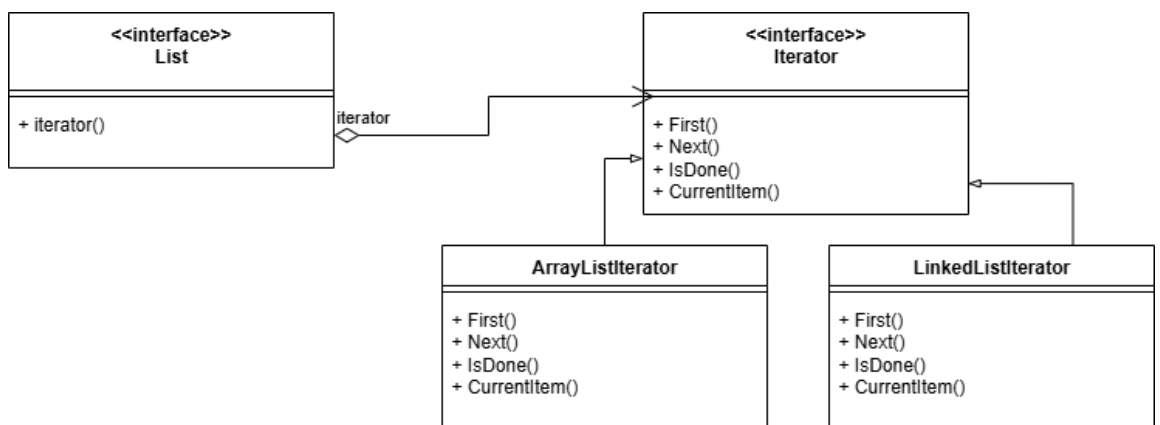 <<interface>>
List
+ iterator()
iterator
<<interface>>
Iterator
+ First()
+ Next()
+ IsDone()
+ CurrentItem()
ArrayListIterator
+ First()
+ Next()
+ IsDone()
+ CurrentItem()
LinkedListIterator
+ First()
+ Next()
+ IsDone()
+ CurrentItem()